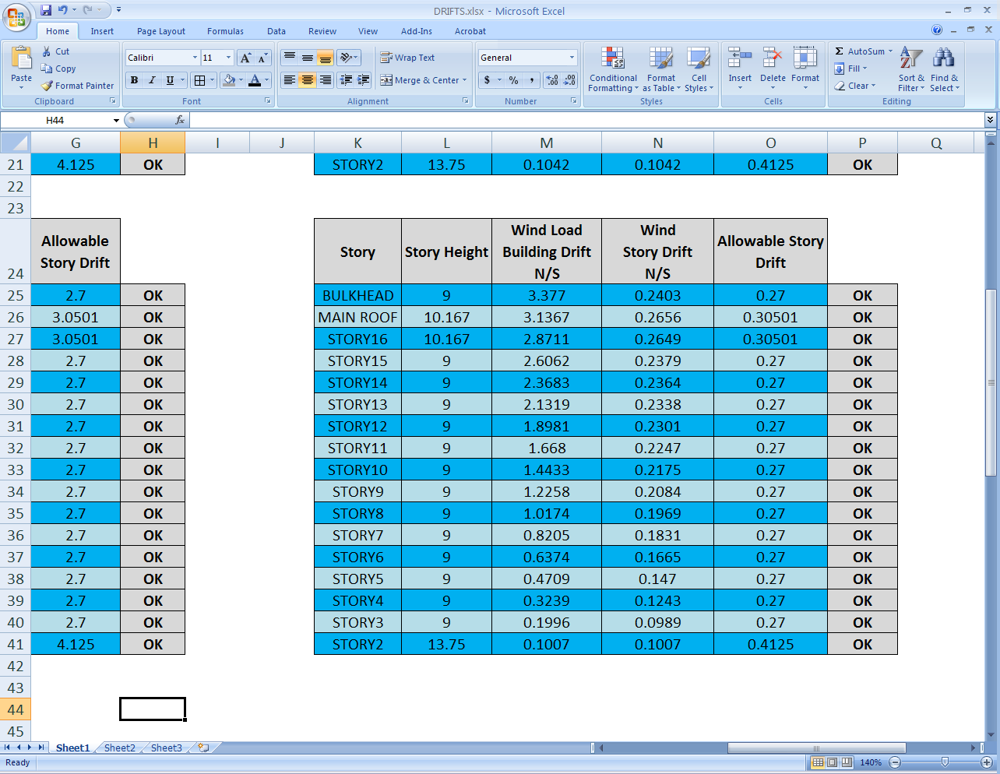 DRIFTS.xlsx - Microsoft Excel
Home Insert Page Layout Formulas Data Review View Add-Ins Acrobat
Paste
Cut
Copy
Format Painter
Clipboard
Calibri 11
B I U
A
Font
Wrap Text
Merge & Center
Alignment
General
$ % ,
Number
Conditional Formatting
Format as Table
Cell Styles
Styles
Insert Delete Format
Cells
Σ AutoSum
Fill
Clear
Sort & Filter
Find & Select
Editing
H44 fx
G H I J K L M N O P Q
21 4.125 OK STORY2 13.75 0.1042 0.1042 0.4125 OK
22
23
24 Allowable Story Drift Story Story Height Wind Load Building Drift N/S Wind Story Drift N/S Allowable Story Drift
25 2.7 OK BULKHEAD 9 3.377 0.2403 0.27 OK
26 3.0501 OK MAIN ROOF 10.167 3.1367 0.2656 0.30501 OK
27 3.0501 OK STORY16 10.167 2.8711 0.2649 0.30501 OK
28 2.7 OK STORY15 9 2.6062 0.2379 0.27 OK
29 2.7 OK STORY14 9 2.3683 0.2364 0.27 OK
30 2.7 OK STORY13 9 2.1319 0.2338 0.27 OK
31 2.7 OK STORY12 9 1.8981 0.2301 0.27 OK
32 2.7 OK STORY11 9 1.668 0.2247 0.27 OK
33 2.7 OK STORY10 9 1.4433 0.2175 0.27 OK
34 2.7 OK STORY9 9 1.2258 0.2084 0.27 OK
35 2.7 OK STORY8 9 1.0174 0.1969 0.27 OK
36 2.7 OK STORY7 9 0.8205 0.1831 0.27 OK
37 2.7 OK STORY6 9 0.6374 0.1665 0.27 OK
38 2.7 OK STORY5 9 0.4709 0.147 0.27 OK
39 2.7 OK STORY4 9 0.3239 0.1243 0.27 OK
40 2.7 OK STORY3 9 0.1996 0.0989 0.27 OK
41 4.125 OK STORY2 13.75 0.1007 0.1007 0.4125 OK
42
43
44
45
Sheet1 Sheet2 Sheet3
Ready 140%